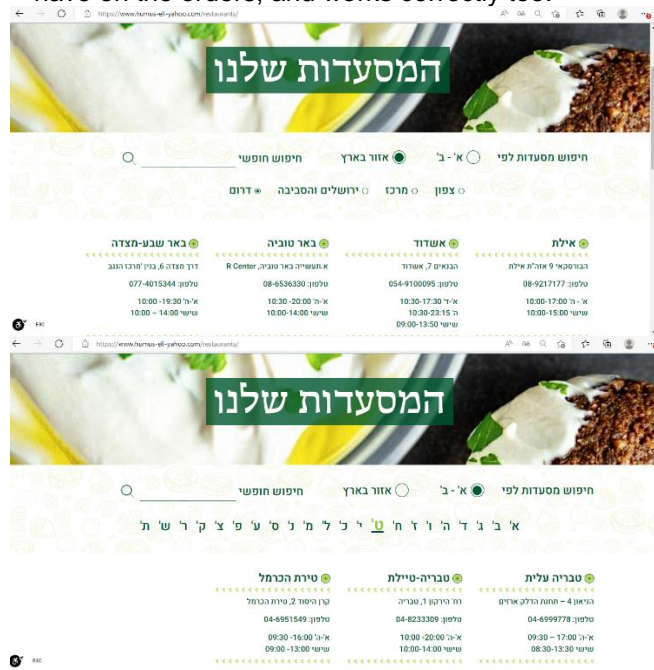 https://www.humus-eli-yahoo.com/restaurants/
המסעדות שלנו
חיפוש מסעדות לפי א' - ב' אזור בארץ חיפוש חופשי
צפון מרכז ירושלים והסביבה דרום
אילת
הבורסקאי 9 אזה"ת אילת
טלפון: 08-9217177
א' - ה' 10:00-17:00
שישי 10:00-15:00
אשדוד
הבנאים 7, אשדוד
טלפון: 054-9100095
א'-ד' 10:30-17:30
ה' 10:30-23:15
שישי 09:00-13:50
באר טוביה
א.תעשייה באר טוביה, R Center
טלפון: 08-6536330
א'-ה' 10:30 -20:00
שישי 10:00-14:00
באר שבע-מצדה
דרך מצדה 6, בנין 'מרכז הנגב
טלפון: 077-4015344
א'-ה' 10:00 -19:30
שישי 10:00 – 14:00
ESC
https://www.humus-eli-yahoo.com/restaurants/
המסעדות שלנו
חיפוש מסעדות לפי א' - ב' אזור בארץ חיפוש חופשי
א' ב' ג' ד' ה' ו' ז' ח' ט' י' כ' ל' מ' נ' ס' ע' פ' צ' ק' ר' ש' ת'
טבריה עלית
הגיאון 4 – תחנת הדלק ארזים
טלפון: 04-6999778
א'-ה' 09:30 – 17:00
שישי 08:30-13:30
טבריה-טיילת
רח' הירקון 1, טבריה
טלפון: 04-8233309
א'-ה' 10:00 -20:00
שישי 10:00-14:00
טירת הכרמל
קרן היסוד 2, טירת הכרמל
טלפון: 04-6951549
א'-ה' 09:30 -16:00
שישי 09:00 -13:00
ESC